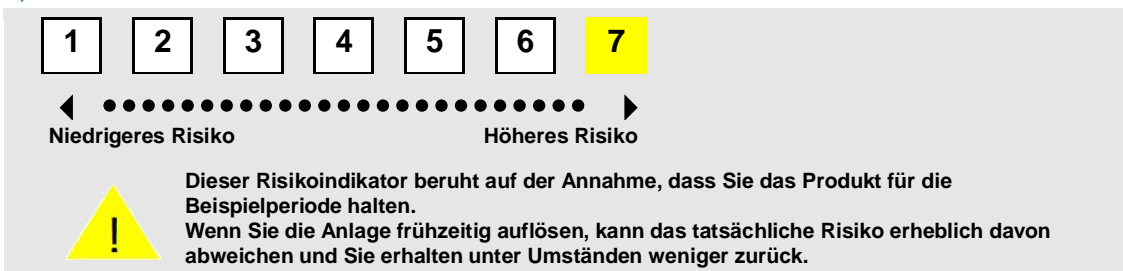 1 2 3 4 5 6 7
Niedrigeres Risiko Höheres Risiko
Dieser Risikoindikator beruht auf der Annahme, dass Sie das Produkt für die
Beispielperiode halten.
Wenn Sie die Anlage frühzeitig auflösen, kann das tatsächliche Risiko erheblich davon
abweichen und Sie erhalten unter Umständen weniger zurück.